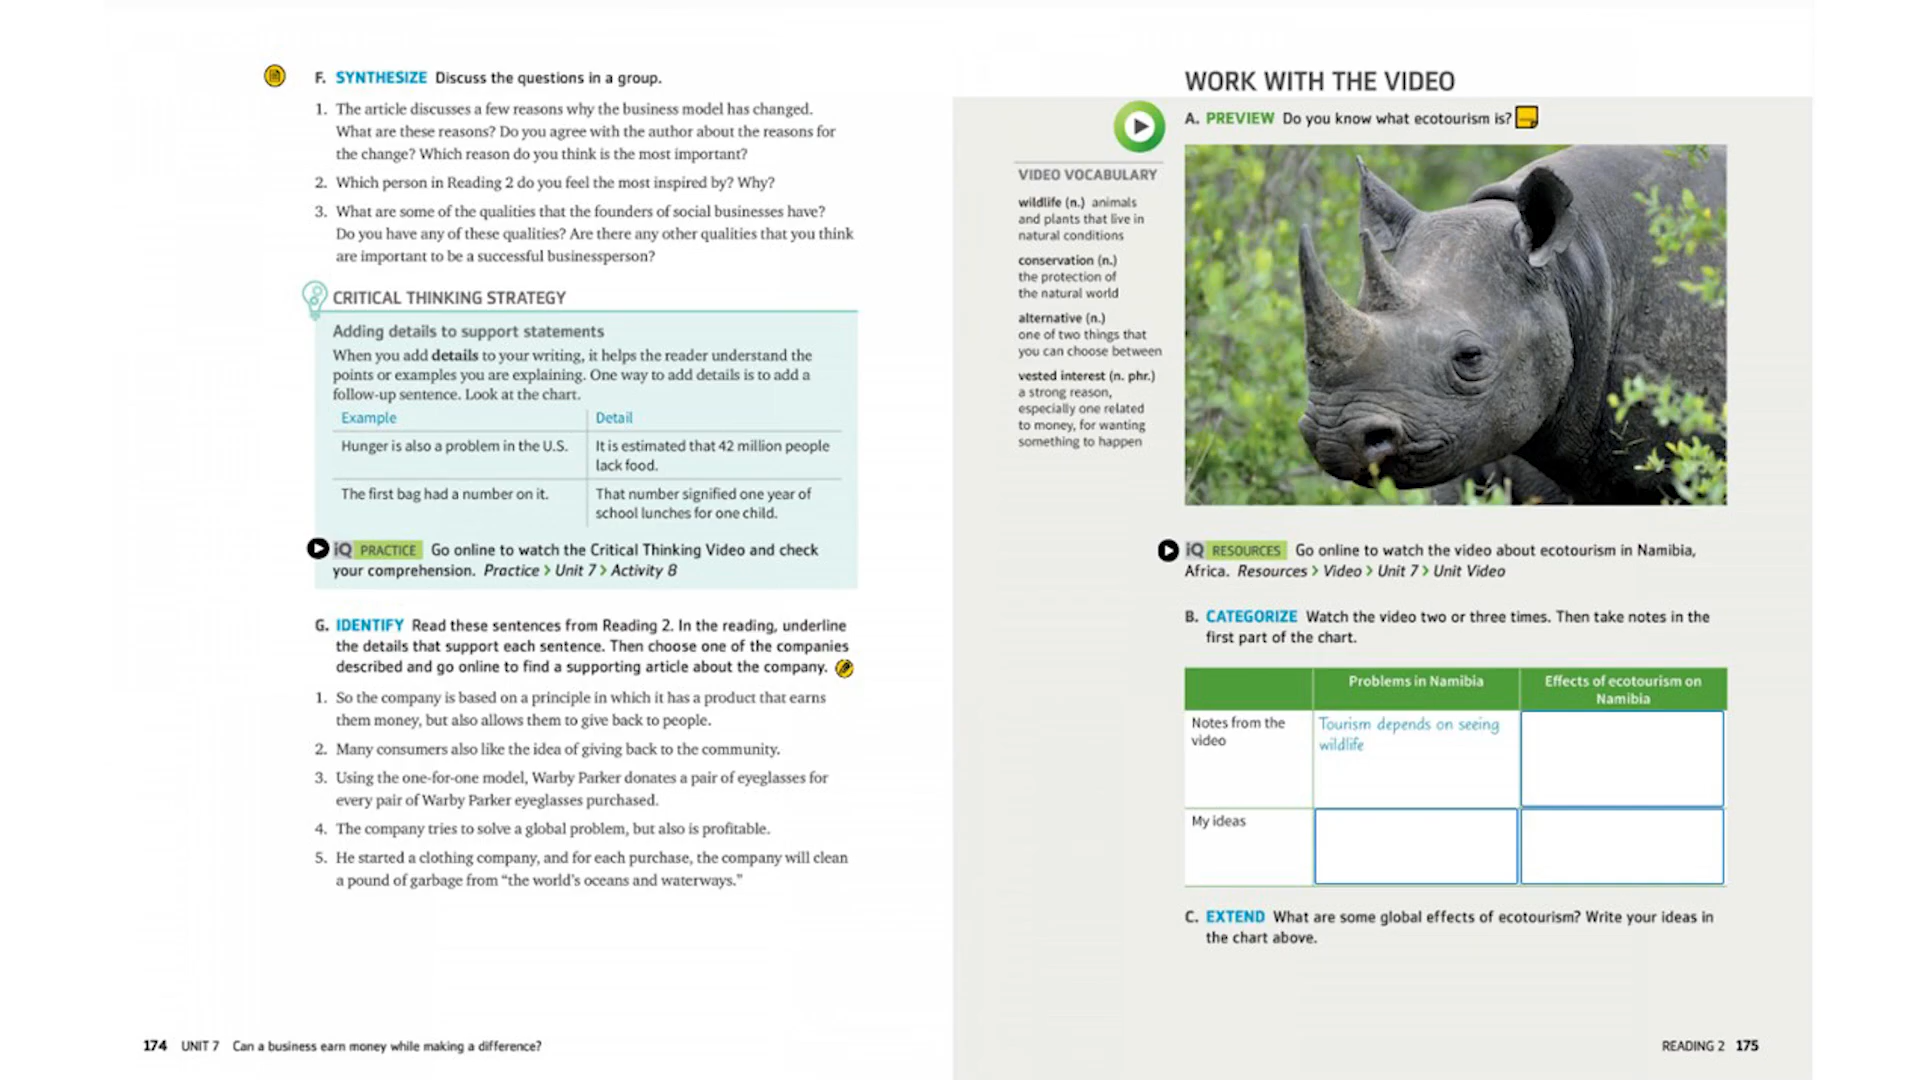 F. SYNTHESIZE Discuss the questions in a group.
1. The article discusses a few reasons why the business model has changed.
What are these reasons? Do you agree with the author about the reasons for
the change? Which reason do you think is the most important?
2. Which person in Reading 2 do you feel the most inspired by? Why?
3. What are some of the qualities that the founders of social businesses have?
Do you have any of these qualities? Are there any other qualities that you think
are important to be a successful businessperson?
CRITICAL THINKING STRATEGY
Adding details to support statements
When you add details to your writing, it helps the reader understand the
points or examples you are explaining. One way to add details is to add a
follow-up sentence. Look at the chart.
Example
Detail
Hunger is also a problem in the U.S.
It is estimated that 42 million people
lack food.
The first bag had a number on it.
That number signified one year of
school lunches for one child.
iQ PRACTICE Go online to watch the Critical Thinking Video and check
your comprehension. Practice > Unit 7 > Activity 8
G. IDENTIFY Read these sentences from Reading 2. In the reading, underline
the details that support each sentence. Then choose one of the companies
described and go online to find a supporting article about the company.
1. So the company is based on a principle in which it has a product that earns
them money, but also allows them to give back to people.
2. Many consumers also like the idea of giving back to the community.
3. Using the one-for-one model, Warby Parker donates a pair of eyeglasses for
every pair of Warby Parker eyeglasses purchased.
4. The company tries to solve a global problem, but also is profitable.
5. He started a clothing company, and for each purchase, the company will clean
a pound of garbage from “the world’s oceans and waterways.”
174 UNIT 7 Can a business earn money while making a difference?
WORK WITH THE VIDEO
A. PREVIEW Do you know what ecotourism is?
VIDEO VOCABULARY
wildlife (n.) animals
and plants that live in
natural conditions
conservation (n.)
the protection of
the natural world
alternative (n.)
one of two things that
you can choose between
vested interest (n. phr.)
a strong reason,
especially one related
to money, for wanting
something to happen
iQ RESOURCES Go online to watch the video about ecotourism in Namibia,
Africa. Resources > Video > Unit 7 > Unit Video
B. CATEGORIZE Watch the video two or three times. Then take notes in the
first part of the chart.
Problems in Namibia
Effects of ecotourism on
Namibia
Notes from the
video
Tourism depends on seeing
wildlife
My ideas
C. EXTEND What are some global effects of ecotourism? Write your ideas in
the chart above.
READING 2 175